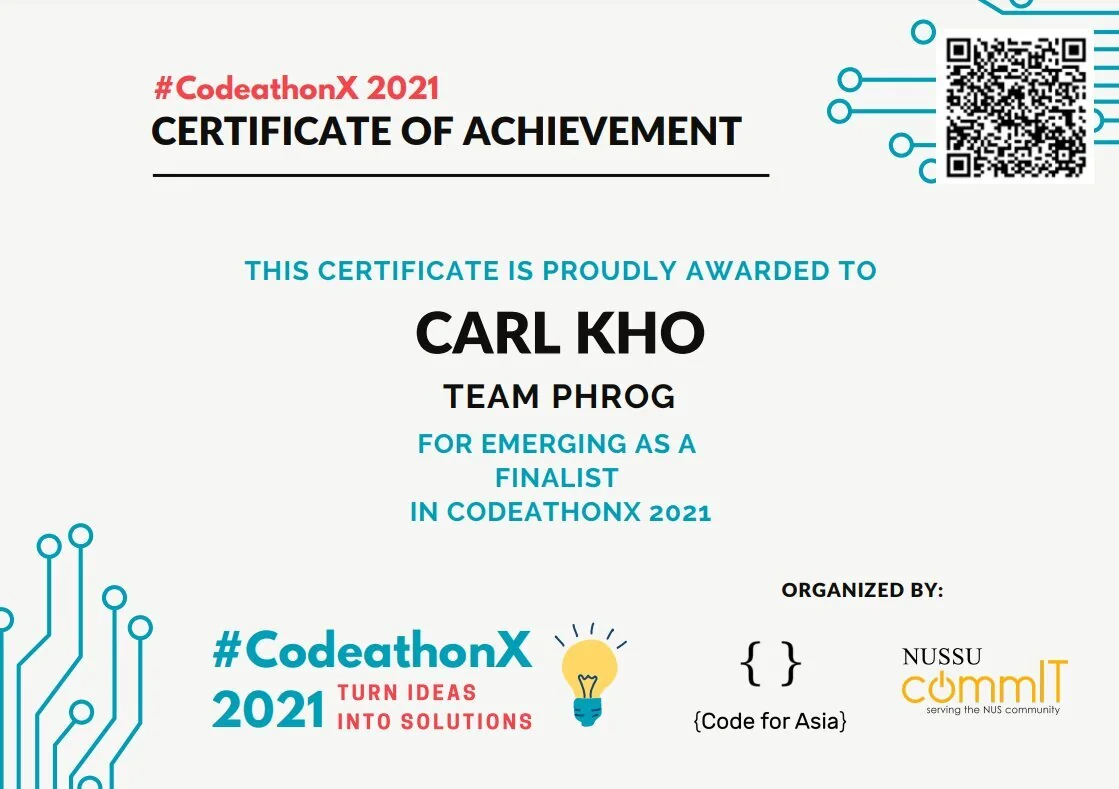 #CodeathonX 2021
CERTIFICATE OF ACHIEVEMENT
THIS CERTIFICATE IS PROUDLY AWARDED TO
CARL KHO
TEAM PHROG
FOR EMERGING AS A
FINALIST
IN CODEATHONX 2021
ORGANIZED BY:
#CodeathonX
2021 TURN IDEAS
INTO SOLUTIONS
{ }
{Code for Asia}
NUSSU
commIT
serving the NUS community